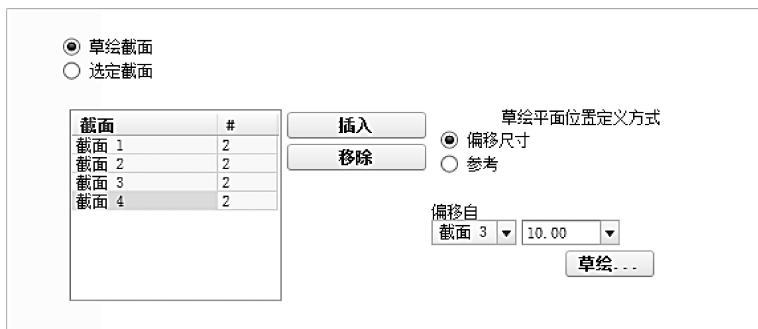 草绘截面
选定截面
截面 #
截面 1 2
截面 2 2
截面 3 2
截面 4 2
插入
移除
草绘平面位置定义方式
偏移尺寸
参考
偏移自
截面 3 10.00
草绘...